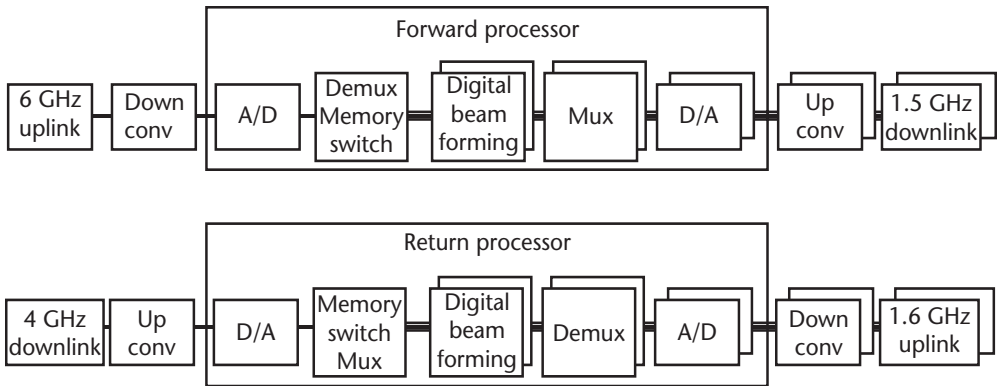 Forward processor
6 GHz
uplink
Down
conv
A/D
Demux
Memory
switch
Digital
beam
forming
Mux
D/A
Up
conv
1.5 GHz
downlink
Return processor
4 GHz
downlink
Up
conv
D/A
Memory
switch
Mux
Digital
beam
forming
Demux
A/D
Down
conv
1.6 GHz
uplink